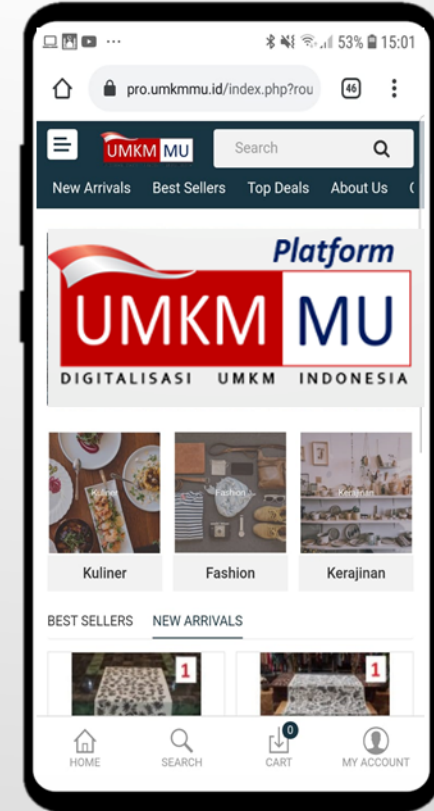 53% 15:01
pro.umkmmu.id/index.php?rou 46
UMKM MU Search
New Arrivals Best Sellers Top Deals About Us
Platform
UMKM MU
DIGITALISASI UMKM INDONESIA
Kuliner Fashion Kerajinan
Kuliner Fashion Kerajinan
BEST SELLERS NEW ARRIVALS
1 1
0
HOME SEARCH CART MY ACCOUNT